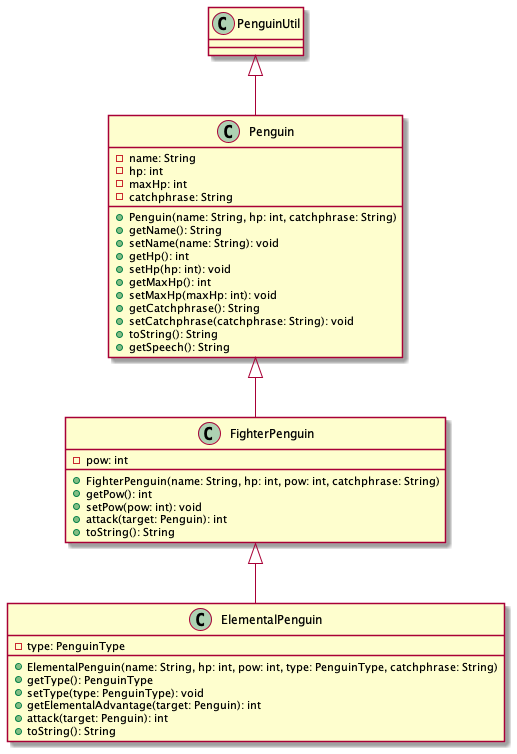 C PenguinUtil
C Penguin
name: String
hp: int
maxHp: int
catchphrase: String
Penguin(name: String, hp: int, catchphrase: String)
getName(): String
setName(name: String): void
getHp(): int
setHp(hp: int): void
getMaxHp(): int
setMaxHp(maxHp: int): void
getCatchphrase(): String
setCatchphrase(catchphrase: String): void
toString(): String
getSpeech(): String
C FighterPenguin
pow: int
FighterPenguin(name: String, hp: int, pow: int, catchphrase: String)
getPow(): int
setPow(pow: int): void
attack(target: Penguin): int
toString(): String
C ElementalPenguin
type: PenguinType
ElementalPenguin(name: String, hp: int, pow: int, type: PenguinType, catchphrase: String)
getType(): PenguinType
setType(type: PenguinType): void
getElementalAdvantage(target: Penguin): int
attack(target: Penguin): int
toString(): String